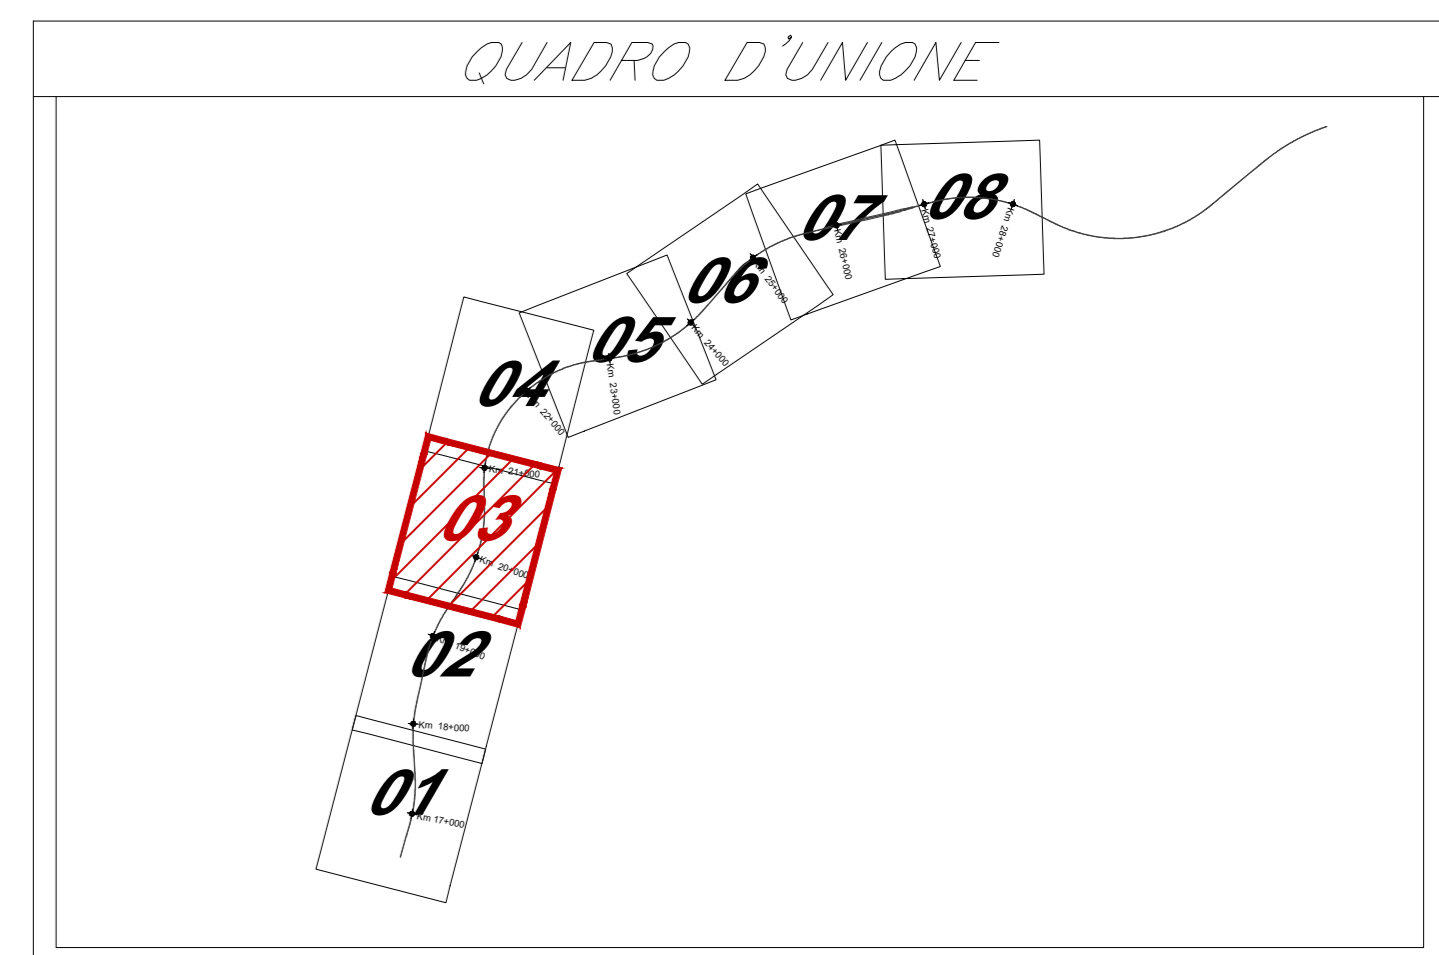 QUADRO D'UNIONE
08
07
Km 27+000
Km 28+000
Km 26+000
06
Km 25+000
05
Km 24+000
04
Km 23+000
Km 22+000
Km 21+000
03
Km 20+000
02
Km 19+000
Km 18+000
01
Km 17+000